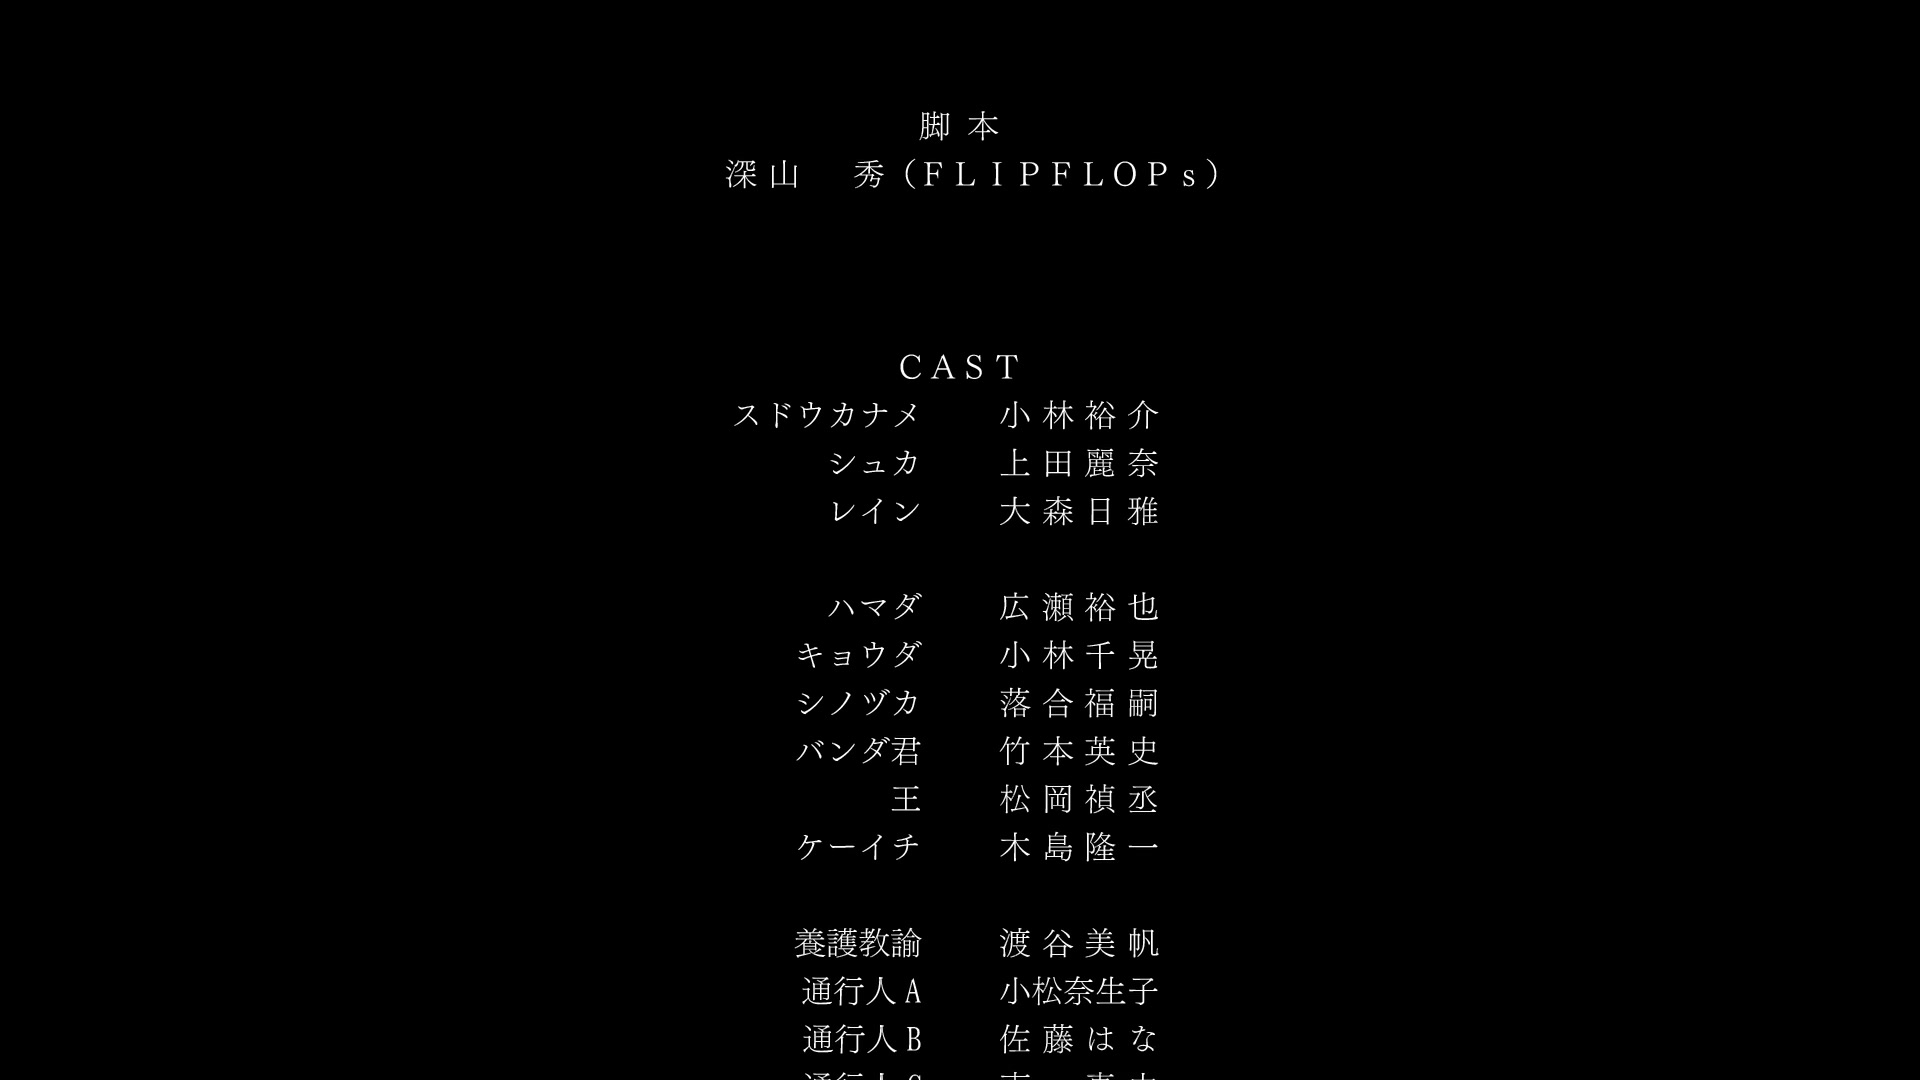 脚本
深山 秀（ＦＬＩＰＦＬＯＰｓ）
ＣＡＳＴ
スドウカナメ 小林裕介
シュカ 上田麗奈
レイン 大森日雅
ハマダ 広瀬裕也
キョウダ 小林千晃
シノヅカ 落合福嗣
バンダ君 竹本英史
王 松岡禎丞
ケーイチ 木島隆一
養護教諭 渡谷美帆
通行人A 小松奈生子
通行人B 佐藤はな